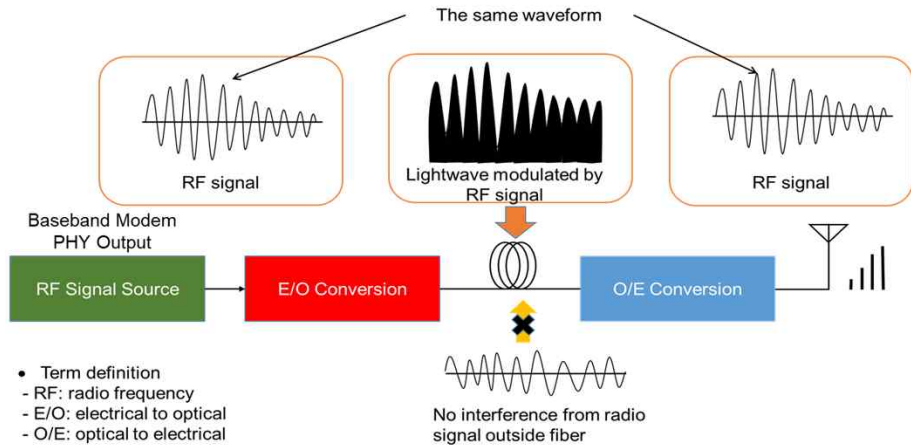 The same waveform
RF signal
Lightwave modulated by
RF signal
RF signal
Baseband Modem
PHY Output
RF Signal Source
E/O Conversion
O/E Conversion
• Term definition
- RF: radio frequency
- E/O: electrical to optical
- O/E: optical to electrical
No interference from radio
signal outside fiber